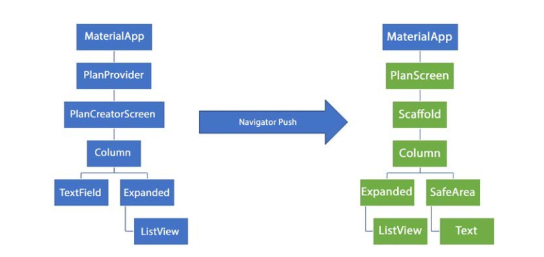 MaterialApp
PlanProvider
PlanCreatorScreen
Column
TextField
Expanded
ListView
Navigator Push
MaterialApp
PlanScreen
Scaffold
Column
Expanded
SafeArea
ListView
Text